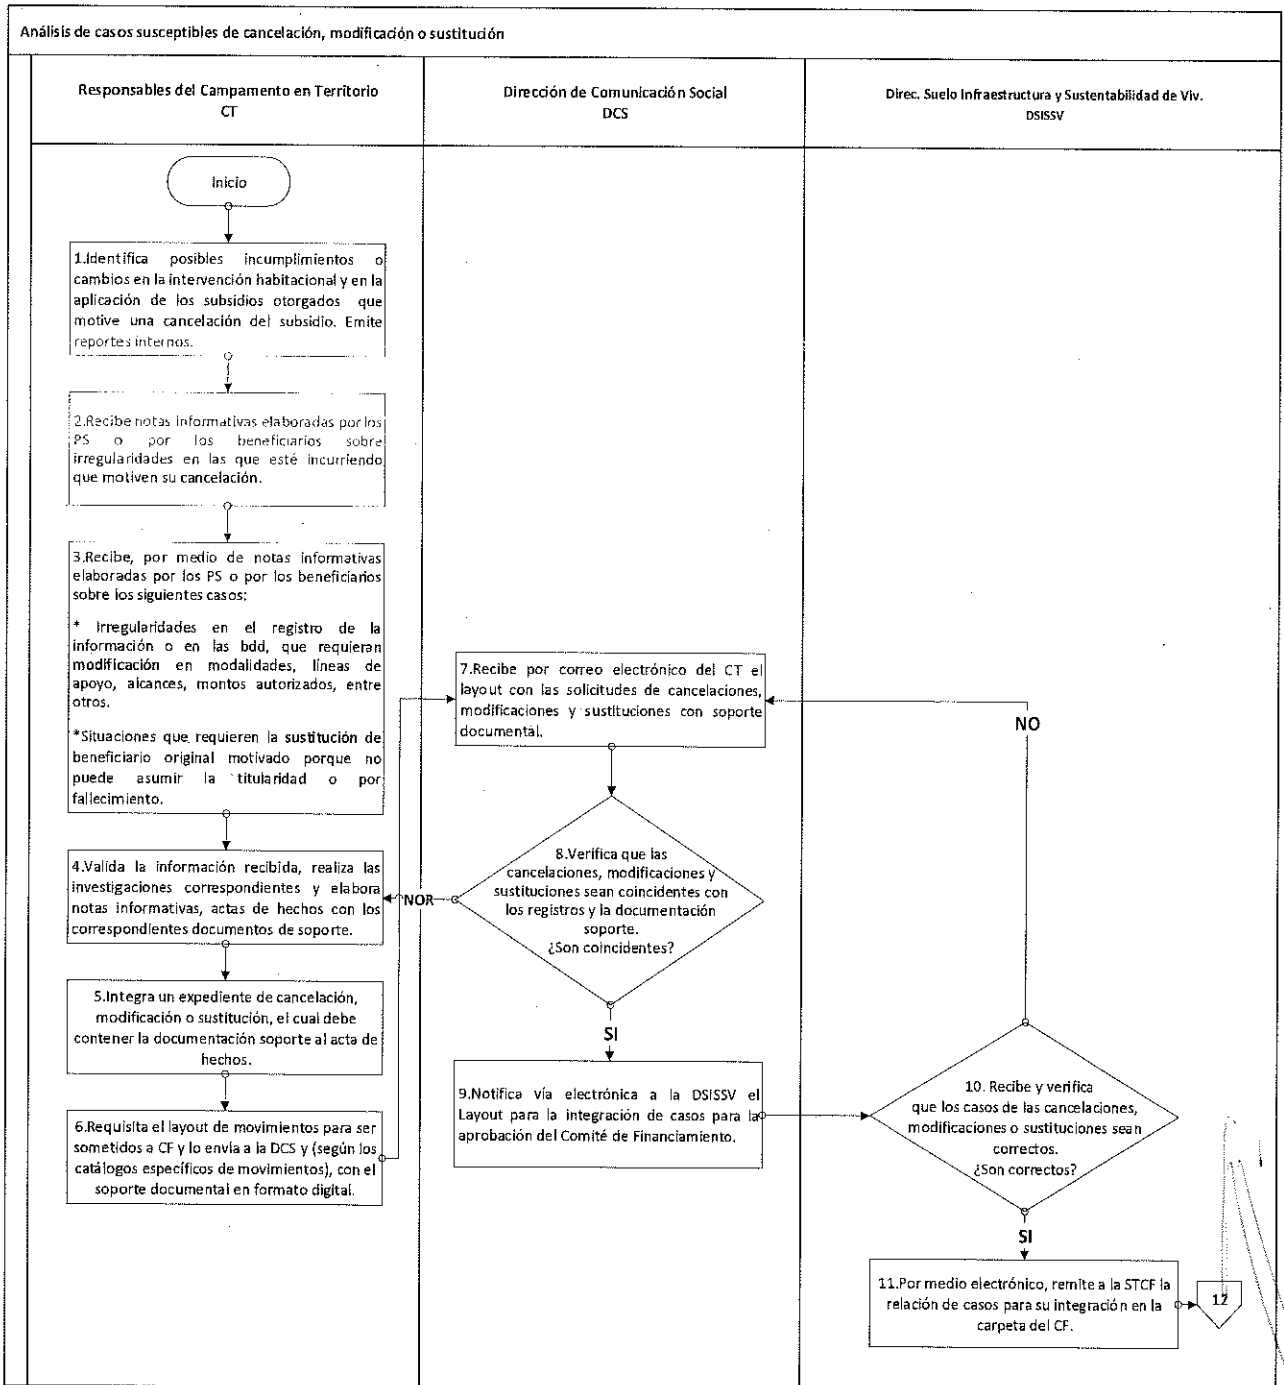 Análisis de casos susceptibles de cancelación, modificación o sustitución
Responsables del Campamento en Territorio
CT
Dirección de Comunicación Social
DCS
Direc. Suelo Infraestructura y Sustentabilidad de Viv.
DSISSV
Inicio
1.Identifica posibles incumplimientos o
cambios en la intervención habitacional y en la
aplicación de los subsidios otorgados que
motive una cancelación del subsidio. Emite
reportes internos.
2.Recibe notas informativas elaboradas por los
PS o por los beneficiarios sobre
irregularidades en las que esté incurriendo
que motiven su cancelación.
3.Recibe, por medio de notas informativas
elaboradas por los PS o por los beneficiarios
sobre los siguientes casos:
* Irregularidades en el registro de la
información o en las bdd, que requieran
modificación en modalidades, líneas de
apoyo, alcances, montos autorizados, entre
otros.
*Situaciones que requieren la sustitución de
beneficiario original motivado porque no
puede asumir la titularidad o por
fallecimiento.
4.Valida la información recibida, realiza las
investigaciones correspondientes y elabora
notas informativas, actas de hechos con los
correspondientes documentos de soporte.
5.Integra un expediente de cancelación,
modificación o sustitución, el cual debe
contener la documentación soporte al acta de
hechos.
6.Requisita el layout de movimientos para ser
sometidos a CF y lo envía a la DCS y (según los
catálogos específicos de movimientos), con el
soporte documental en formato digital.
7.Recibe por correo electrónico del CT el
layout con las solicitudes de cancelaciones,
modificaciones y sustituciones con soporte
documental.
8.Verifica que las
cancelaciones, modificaciones y
sustituciones sean coincidentes con
los registros y la documentación
soporte.
¿Son coincidentes?
NOR
SI
9.Notifica vía electrónica a la DSISSV el
Layout para la integración de casos para la
aprobación del Comité de Financiamiento.
NO
10. Recibe y verifica
que los casos de las cancelaciones,
modificaciones o sustituciones sean
correctos.
¿Son correctos?
SI
11.Por medio electrónico, remite a la STCF la
relación de casos para su integración en la
carpeta del CF.
12